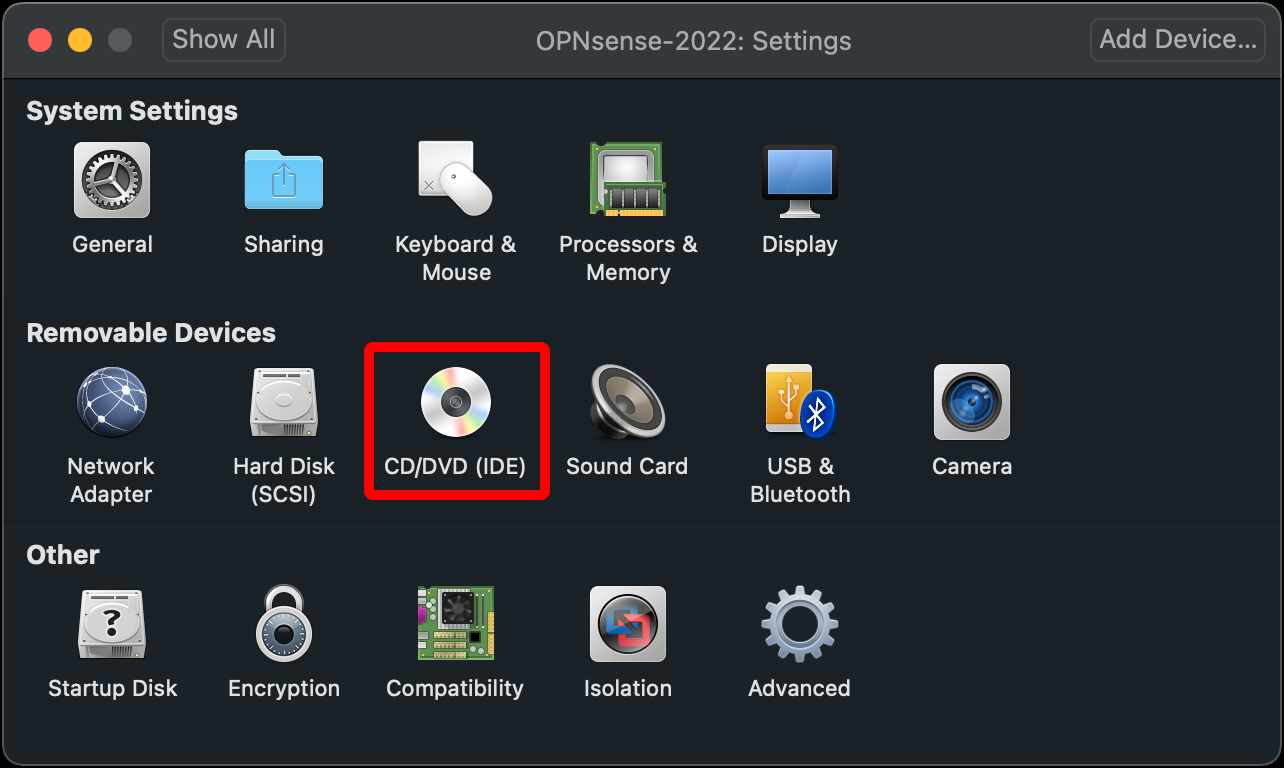 Show All
OPNsense-2022: Settings
Add Device...
System Settings
General
Sharing
Keyboard &
Mouse
Processors &
Memory
Display
Removable Devices
Network
Adapter
Hard Disk
(SCSI)
CD/DVD (IDE)
Sound Card
USB &
Bluetooth
Camera
Other
?
Startup Disk
Encryption
Compatibility
Isolation
Advanced